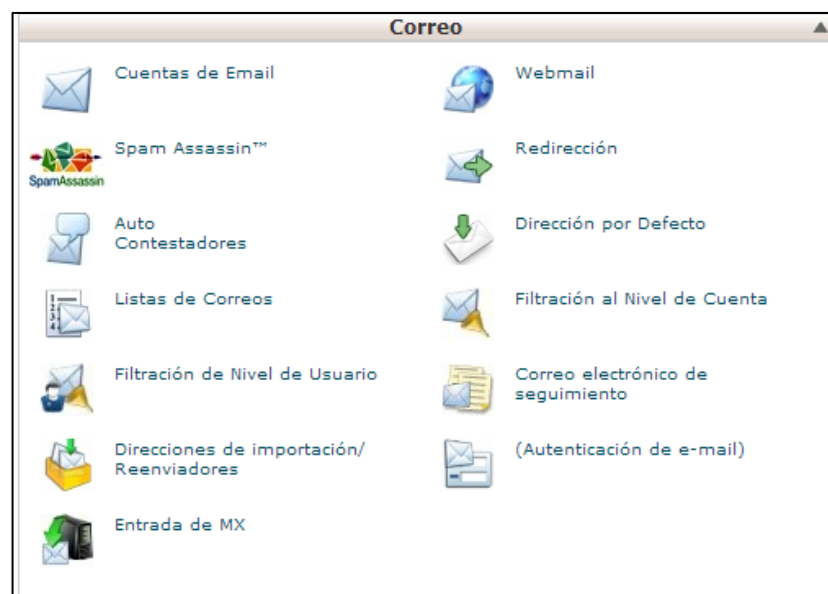 Correo
Cuentas de Email
Webmail
Spam Assassin™
SpamAssassin
Redirección
Auto
Contestadores
Dirección por Defecto
Listas de Correos
Filtración al Nivel de Cuenta
Filtración de Nivel de Usuario
Correo electrónico de
seguimiento
Direcciones de importación/
Reenviadores
(Autenticación de e-mail)
Entrada de MX